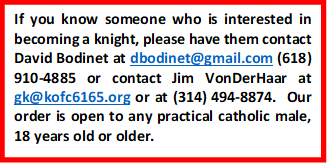 If you know someone who is interested in
becoming a knight, please have them contact
David Bodinet at dbodinet@gmail.com (618)
910-4885 or contact Jim VonDerHaar at
gk@kofc6165.org or at (314) 494-8874. Our
order is open to any practical catholic male,
18 years old or older.